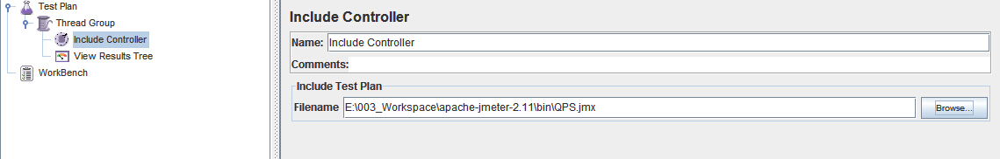 Test Plan
Thread Group
Include Controller
View Results Tree
WorkBench
Include Controller
Name: Include Controller
Comments:
Include Test Plan
Filename E:\003_Workspace\apache-jmeter-2.11\bin\QPS.jmx Browse...